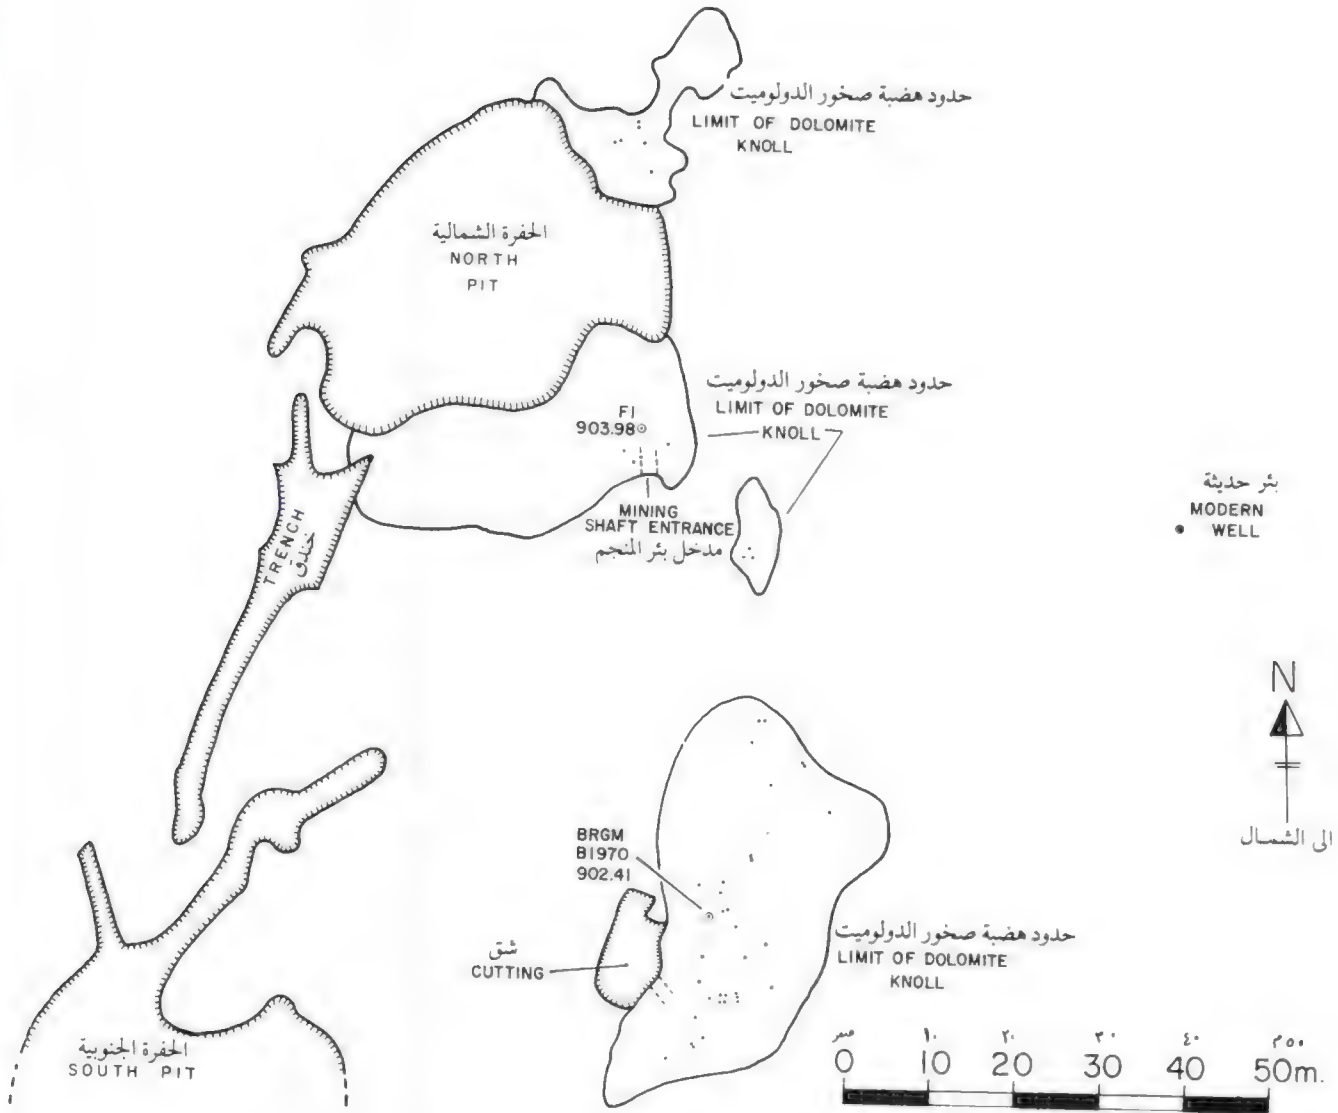 حدود هضبة صخور الدولوميت
LIMIT OF DOLOMITE
KNOLL
الحفرة الشمالية
NORTH
PIT
حدود هضبة صخور الدولوميت
LIMIT OF DOLOMITE
KNOLL
F1
903.98
MINING
SHAFT ENTRANCE
مدخل بئر المنجم
بئر حديثة
MODERN
WELL
TRENCH
خندق
N
الى الشمال
BRGM
B1970
902.41
شق
CUTTING
حدود هضبة صخور الدولوميت
LIMIT OF DOLOMITE
KNOLL
الحفرة الجنوبية
SOUTH PIT
صفر ١٠ ٢٠ ٣٠ ٤٠ ٥٠م
0 10 20 30 40 50m.